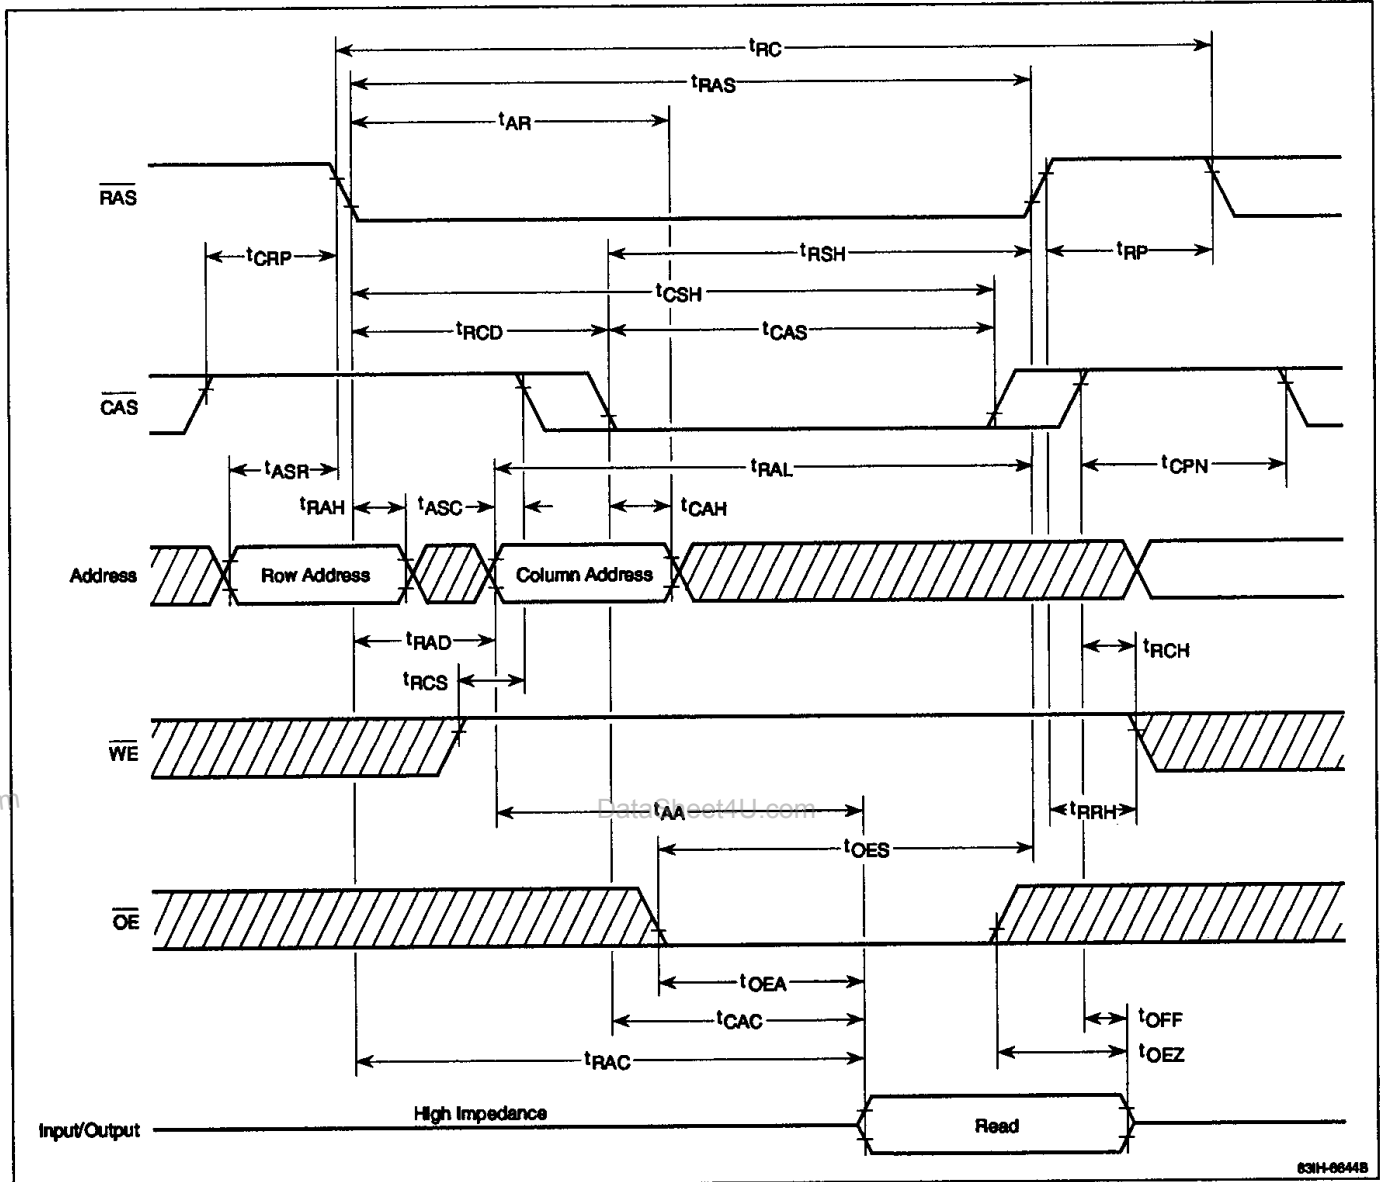 tRC
tRAS
tAR
RAS
tCRP
tRSH
tRP
tCSH
tRCD
tCAS
CAS
tASR
tRAL
tCPN
tRAH
tASC
tCAH
Address
Row Address
Column Address
tRAD
tRCH
tRCS
WE
om
DataSheet4U.com
tAA
tRRH
tOES
OE
tOEA
tCAC
tOFF
tRAC
tOEZ
High Impedance
Input/Output
Read
83IH-6644B